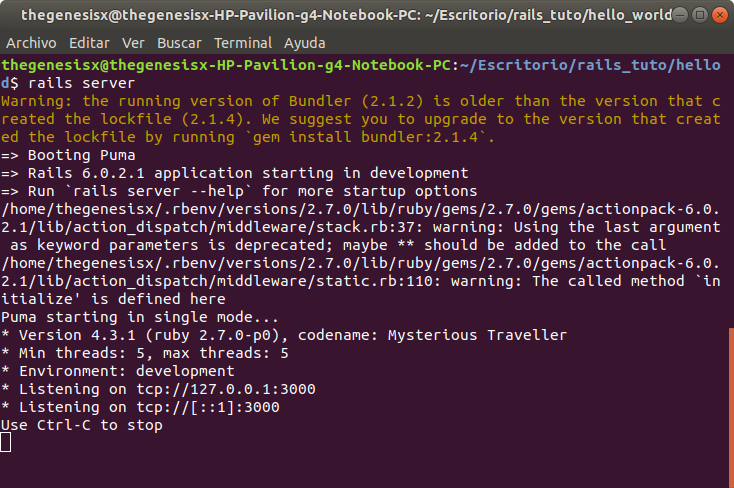 thegenesisx@thegenesisx-HP-Pavilion-g4-Notebook-PC: ~/Escritorio/rails_tuto/hello_world
Archivo Editar Ver Buscar Terminal Ayuda
thegenesisx@thegenesisx-HP-Pavilion-g4-Notebook-PC:~/Escritorio/rails_tuto/hello
d$ rails server
Warning: the running version of Bundler (2.1.2) is older than the version that c
reated the lockfile (2.1.4). We suggest you to upgrade to the version that creat
ed the lockfile by running `gem install bundler:2.1.4`.
=> Booting Puma
=> Rails 6.0.2.1 application starting in development
=> Run `rails server --help` for more startup options
/home/thegenesisx/.rbenv/versions/2.7.0/lib/ruby/gems/2.7.0/gems/actionpack-6.0.
2.1/lib/action_dispatch/middleware/stack.rb:37: warning: Using the last argument
 as keyword parameters is deprecated; maybe ** should be added to the call
/home/thegenesisx/.rbenv/versions/2.7.0/lib/ruby/gems/2.7.0/gems/actionpack-6.0.
2.1/lib/action_dispatch/middleware/static.rb:110: warning: The called method `in
itialize' is defined here
Puma starting in single mode...
* Version 4.3.1 (ruby 2.7.0-p0), codename: Mysterious Traveller
* Min threads: 5, max threads: 5
* Environment: development
* Listening on tcp://127.0.0.1:3000
* Listening on tcp://[::1]:3000
Use Ctrl-C to stop